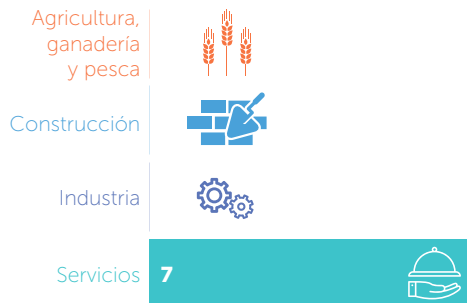 Agricultura,
ganadería
y pesca
Construcción
Industria
Servicios 7